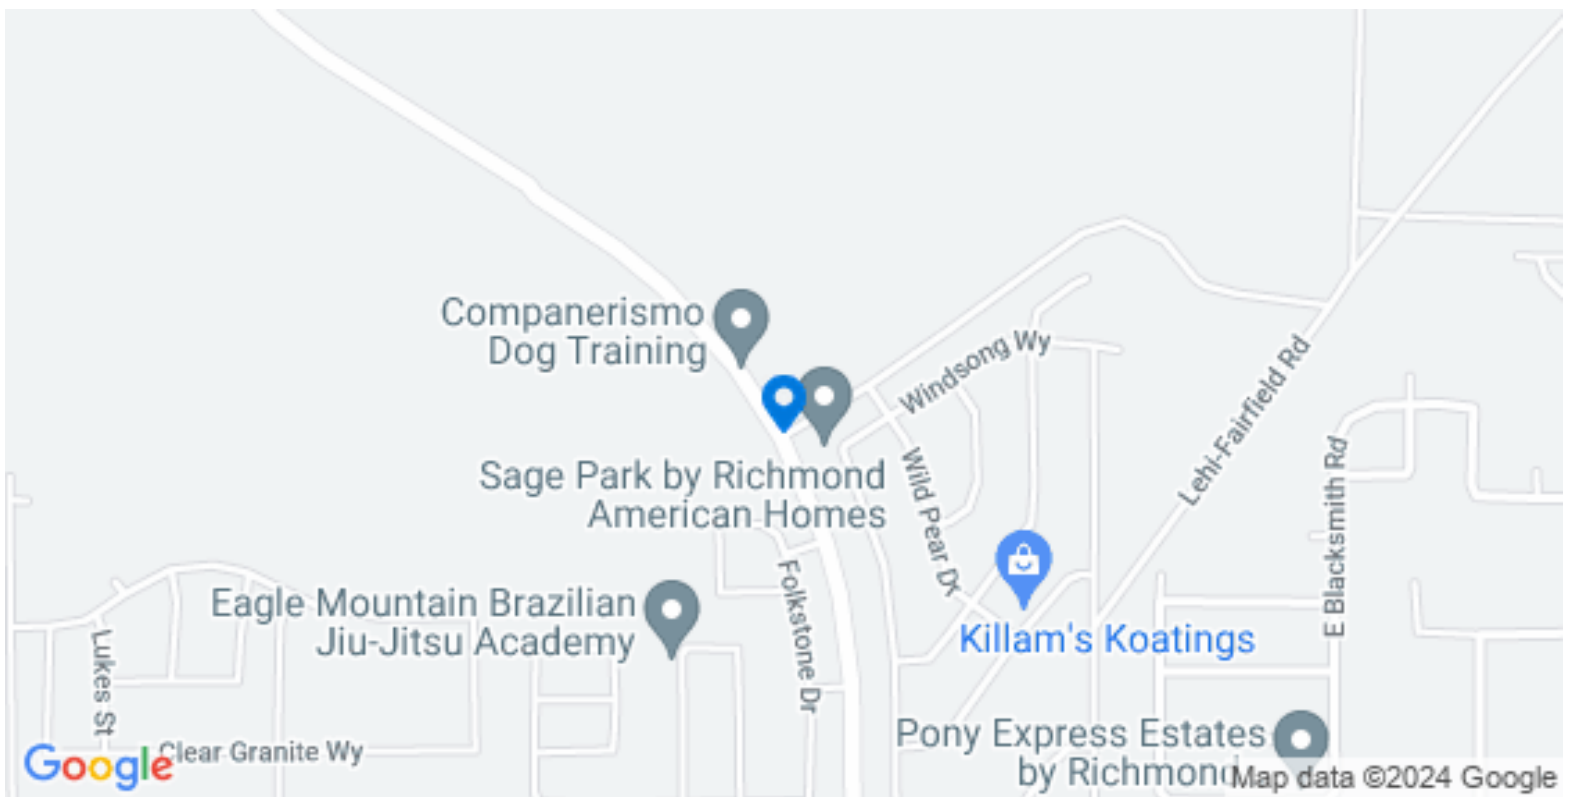 Companerismo
Dog Training
Windsong Wy
Lehi-Fairfield Rd
Sage Park by Richmond
American Homes
Wild Pear Dr
E Blacksmith Rd
Folkstone Dr
Eagle Mountain Brazilian
Jiu-Jitsu Academy
Killam's Koatings
Lukes St
Clear Granite Wy
Pony Express Estates
by Richmond
Google
Map data ©2024 Google